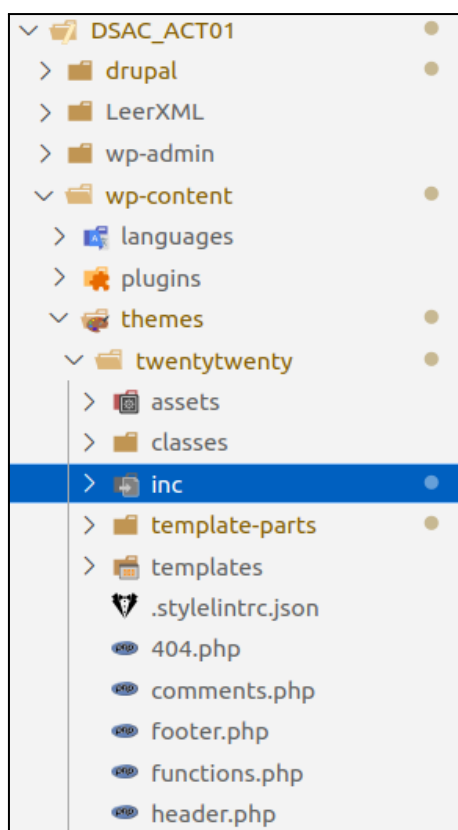 DSAC_ACT01
drupal
LeerXML
wp-admin
wp-content
languages
plugins
themes
twentytwenty
assets
classes
inc
template-parts
templates
.stylelintrc.json
404.php
comments.php
footer.php
functions.php
header.php